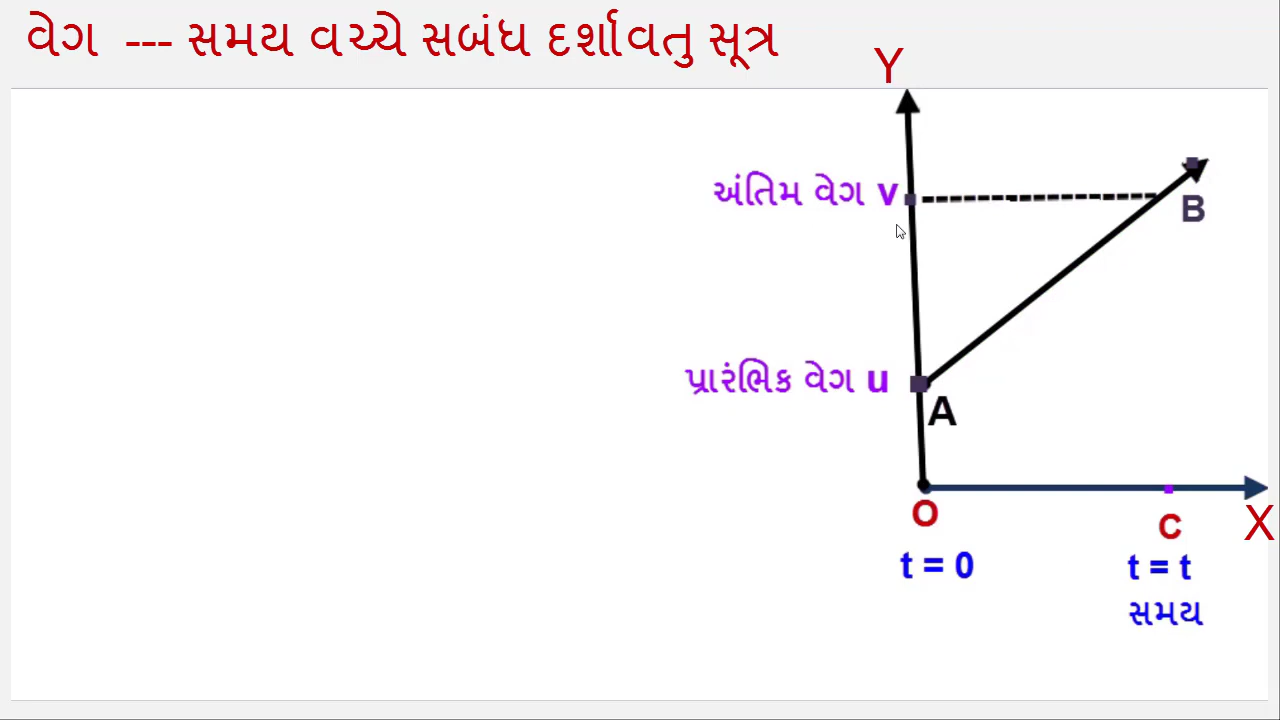 વેગ --- સમય વચ્ચે સબંધ દર્શાવતુ સૂત્ર
Y
અંતિમ વેગ v
B
પ્રારંભિક વેગ u
A
O
C
X
t = 0
t = t
સમય